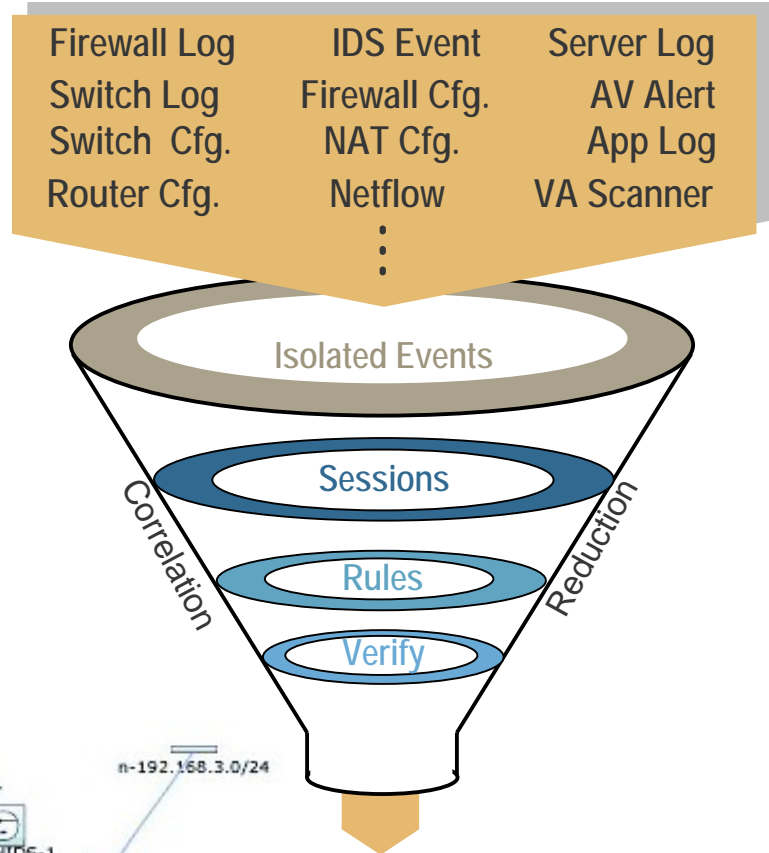 Firewall Log IDS Event Server Log
Switch Log Firewall Cfg. AV Alert
Switch Cfg. NAT Cfg. App Log
Router Cfg. Netflow VA Scanner
Isolated Events
Sessions
Correlation
Reduction
Rules
Verify
n-192.168.3.0/24